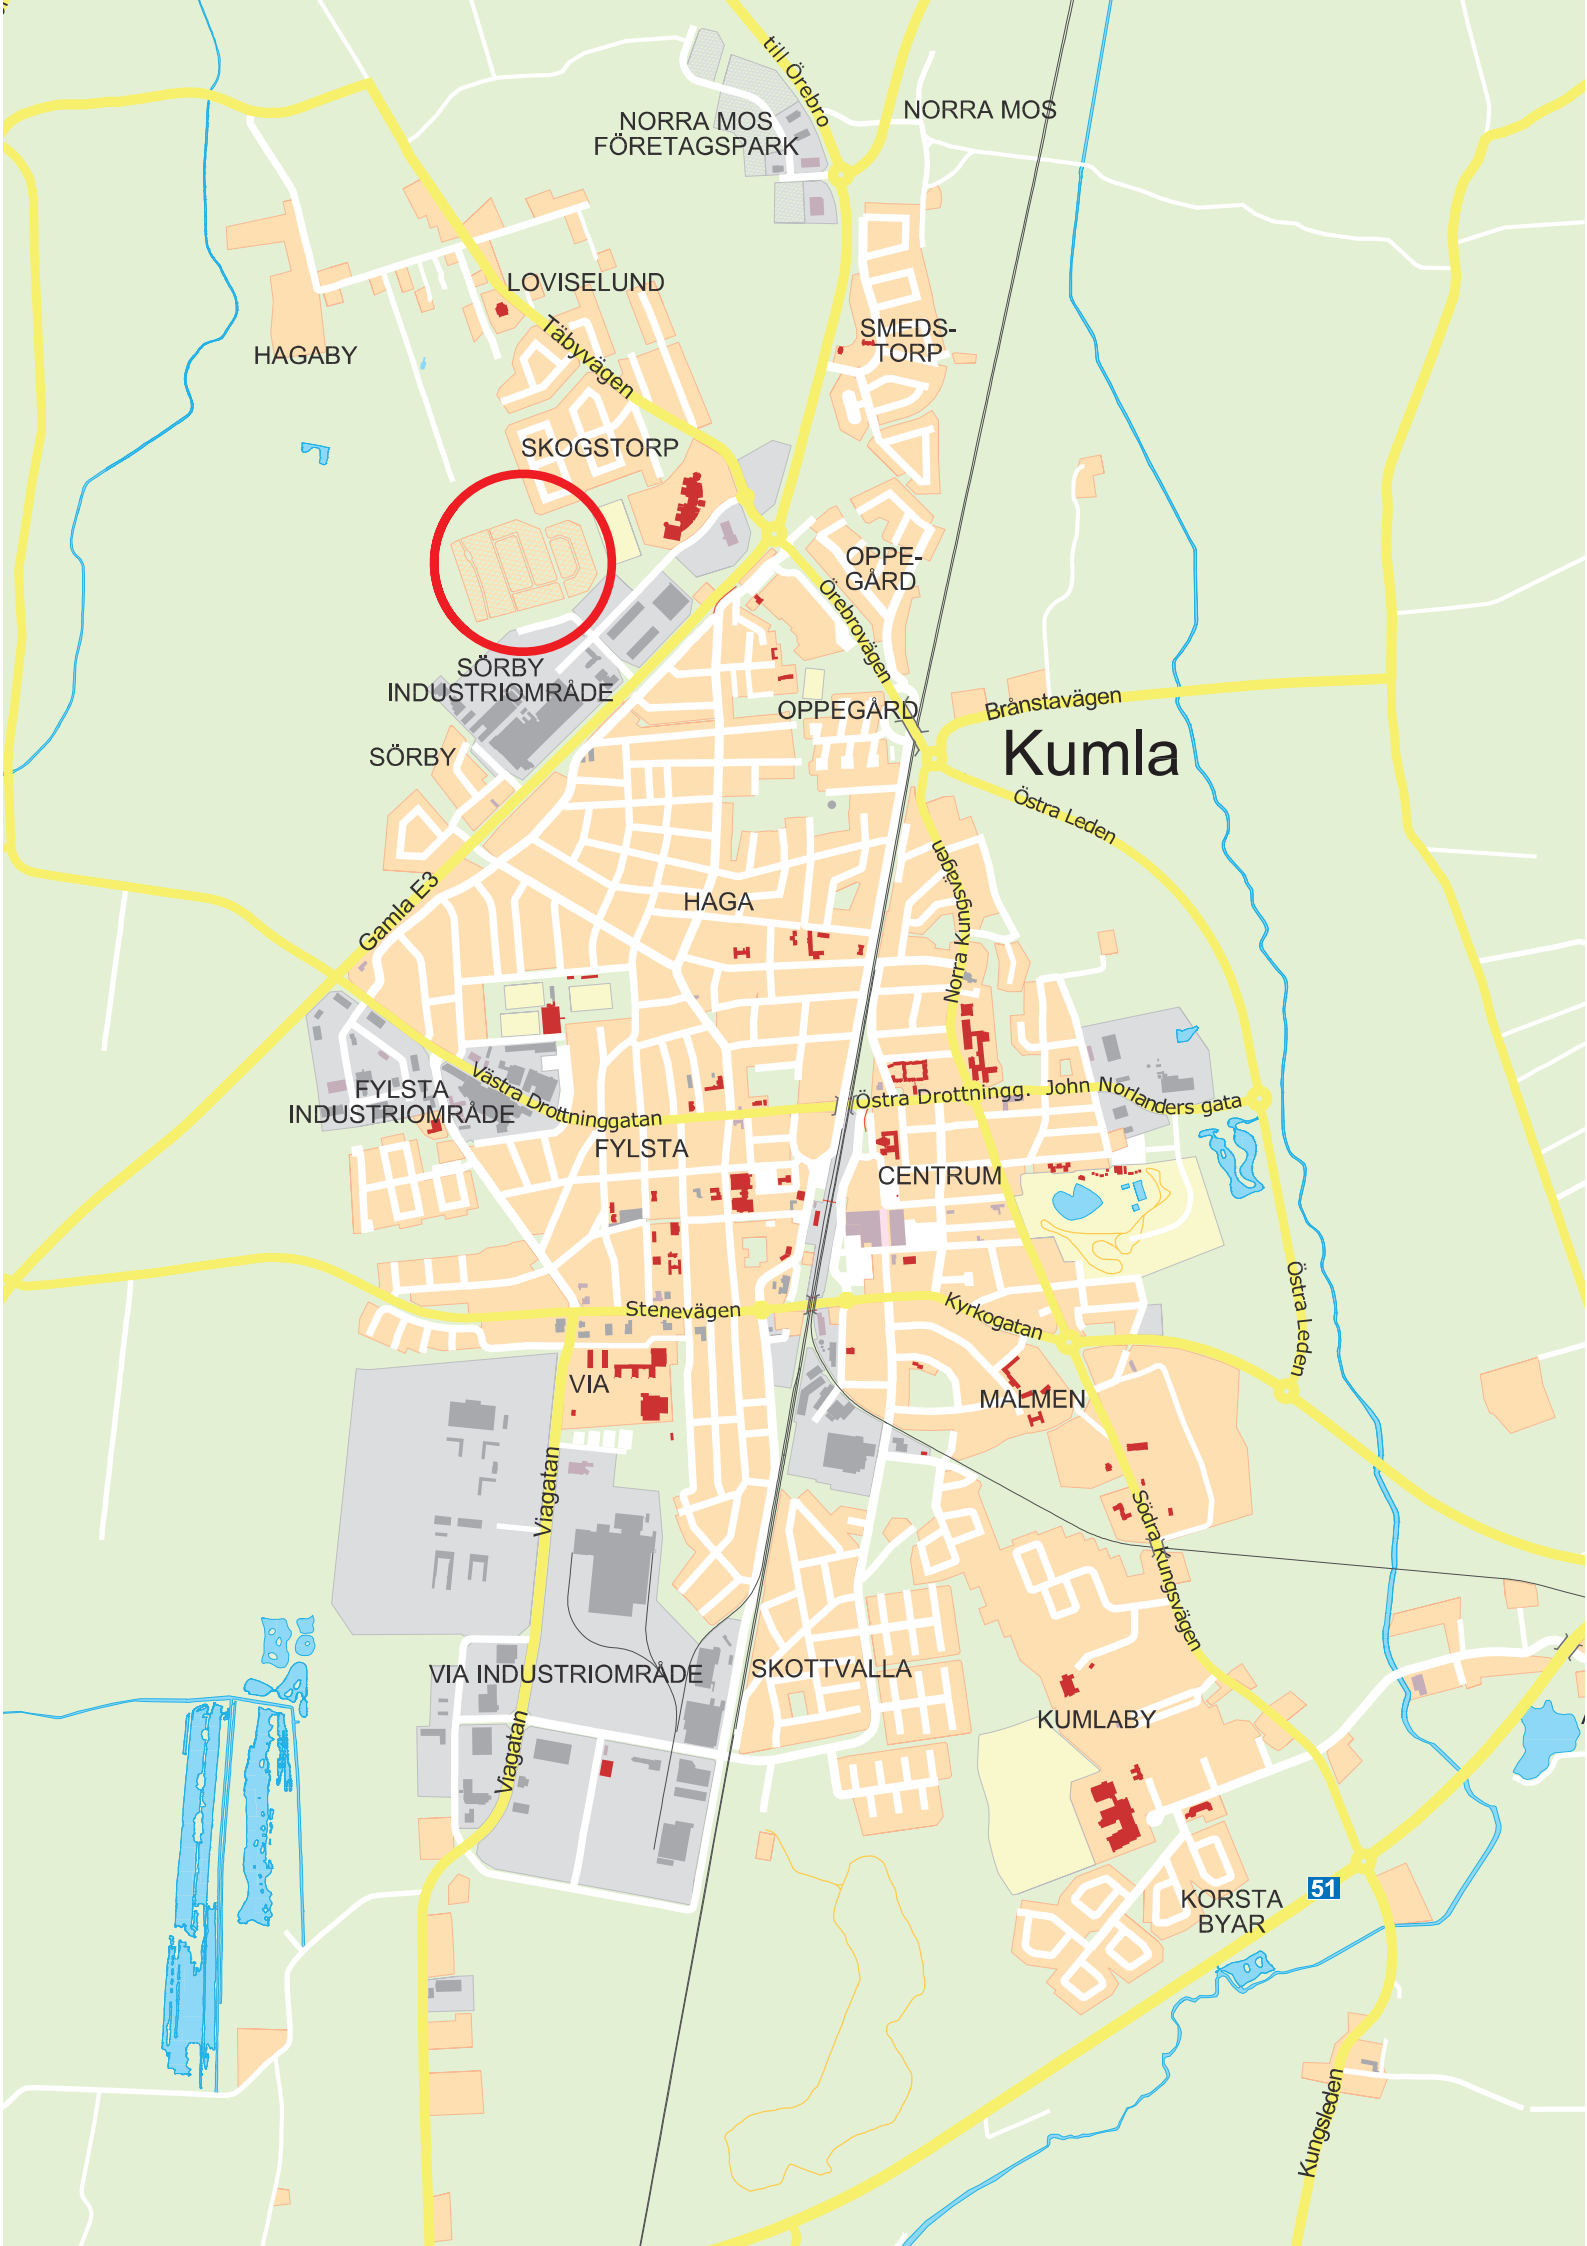 till Örebro
NORRA MOS
NORRA MOS
FÖRETAGSPARK
LOVISELUND
Täbyvägen
SMEDS-
TORP
HAGABY
SKOGSTORP
OPPE-
GÅRD
Örebrovägen
SÖRBY
INDUSTRIOMRÅDE
OPPEGÅRD
Brånstavägen
Kumla
SÖRBY
Östra Leden
Norra Kungsvägen
HAGA
Gamla E3
FYLSTA
INDUSTRIOMRÅDE
Västra Drottninggatan
Östra Drottningg.
John Norlanders gata
FYLSTA
CENTRUM
Östra Leden
Stenevägen
Kyrkogatan
VIA
MALMEN
Viagatan
Södra Kungsvägen
VIA INDUSTRIOMRÅDE
SKOTTVALLA
KUMLABY
Viagatan
51
KORSTA
BYAR
Kungsleden